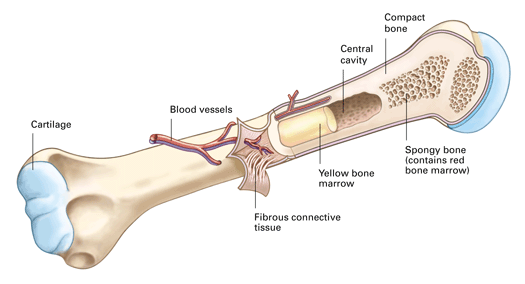 Compact
bone
Central
cavity
Blood vessels
Cartilage
Spongy bone
(contains red
bone marrow)
Yellow bone
marrow
Fibrous connective
tissue